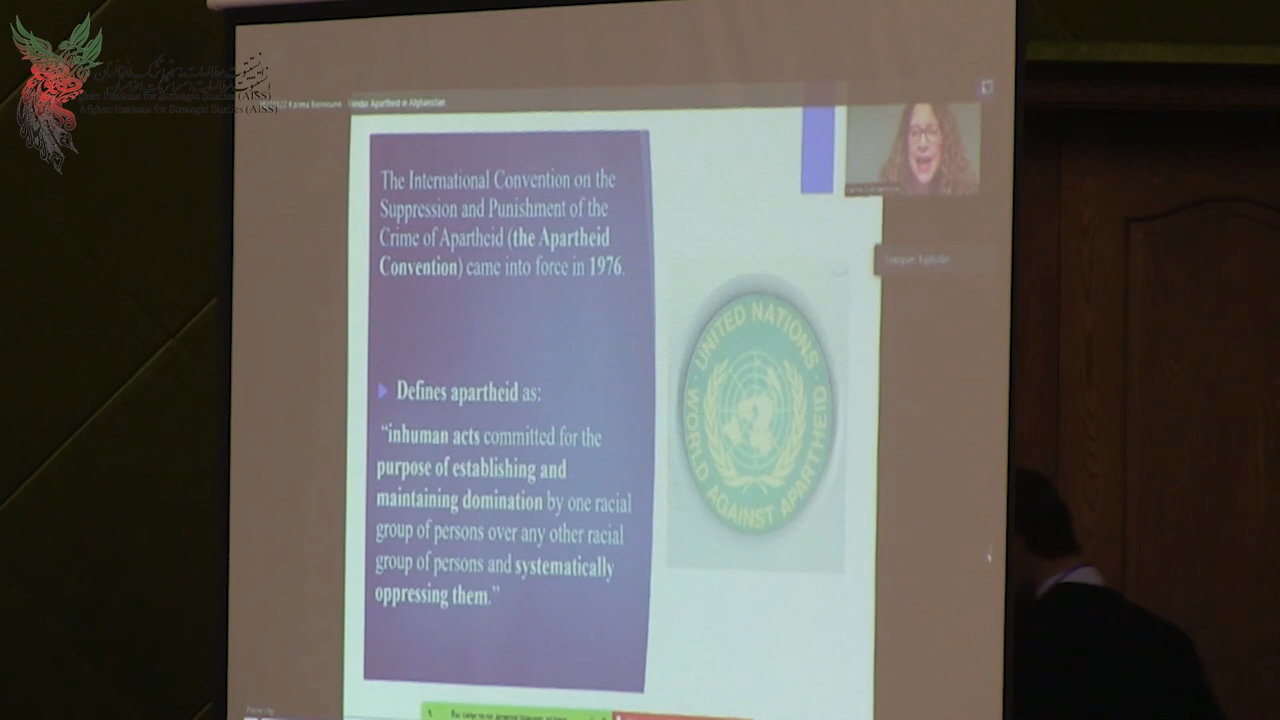 Afghan Institute for Strategic Studies (AISS)
Gender Apartheid in Afghanistan
The International Convention on the
Suppression and Punishment of the
Crime of Apartheid (the Apartheid
Convention) came into force in 1976.
Defines apartheid as:
“inhuman acts committed for the
purpose of establishing and
maintaining domination by one racial
group of persons over any other racial
group of persons and systematically
oppressing them.”
UNITED NATIONS
WORLD AGAINST APARTHEID